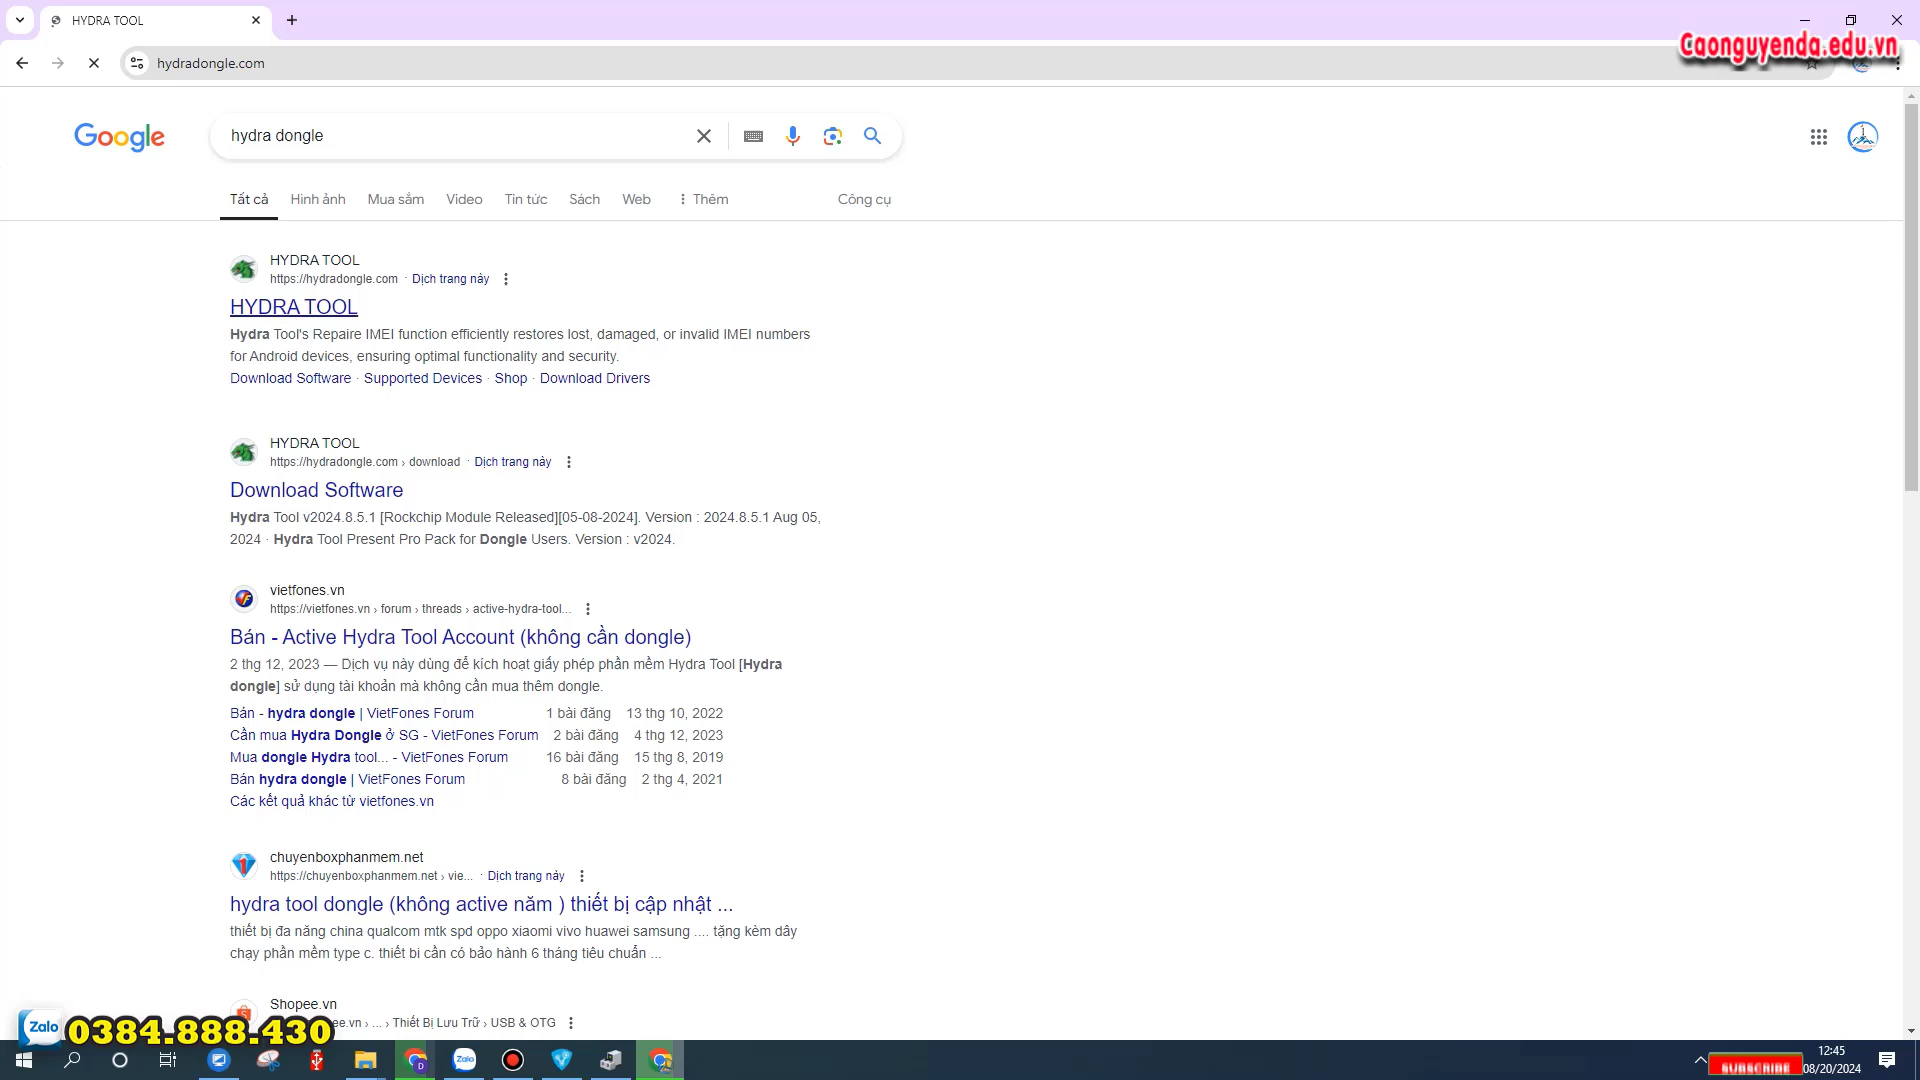 HYDRA TOOL
Caonguyenda.edu.vn
hydradongle.com
Google
hydra dongle
Tất cả Hình ảnh Mua sắm Video Tin tức Sách Web Thêm Công cụ
HYDRA TOOL
https://hydradongle.com · Dịch trang này
HYDRA TOOL
Hydra Tool's Repaire IMEI function efficiently restores lost, damaged, or invalid IMEI numbers
for Android devices, ensuring optimal functionality and security.
Download Software · Supported Devices · Shop · Download Drivers
HYDRA TOOL
https://hydradongle.com › download · Dịch trang này
Download Software
Hydra Tool v2024.8.5.1 [Rockchip Module Released][05-08-2024]. Version : 2024.8.5.1 Aug 05,
2024 · Hydra Tool Present Pro Pack for Dongle Users. Version : v2024.
vietfones.vn
https://vietfones.vn › forum › threads › active-hydra-tool...
Bán - Active Hydra Tool Account (không cần dongle)
2 thg 12, 2023 — Dịch vụ này dùng để kích hoạt giấy phép phần mềm Hydra Tool [Hydra
dongle] sử dụng tài khoản mà không cần mua thêm dongle.
Bán - hydra dongle | VietFones Forum 1 bài đăng 13 thg 10, 2022
Cần mua Hydra Dongle ở SG - VietFones Forum 2 bài đăng 4 thg 12, 2023
Mua dongle Hydra tool... - VietFones Forum 16 bài đăng 15 thg 8, 2019
Bán hydra dongle | VietFones Forum 8 bài đăng 2 thg 4, 2021
Các kết quả khác từ vietfones.vn
chuyenboxphanmem.net
https://chuyenboxphanmem.net › vie... · Dịch trang này
hydra tool dongle (không active năm ) thiết bị cập nhật ...
thiết bị đa năng china qualcom mtk spd oppo xiaomi vivo huawei samsung .... tặng kèm dây
chạy phần mềm type c. thiết bi cần có bảo hành 6 tháng tiêu chuẩn ...
Shopee.vn
ee.vn › ... › Thiết Bị Lưu Trữ › USB & OTG
Zalo 0384.888.430
Zalo
12:45
SUBSCRIBE 08/20/2024